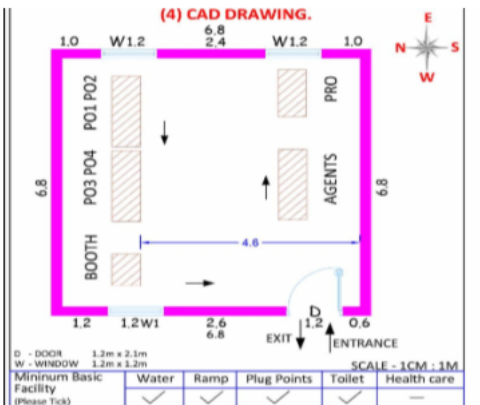 (4) CAD DRAWING.
E
N S
W
6.8
1.0 W1.2 2.4 W1.2 1.0
PO1 PO2
PRO
PO3 PO4
AGENTS
BOOTH
6.8
6.8
4.6
D
1.2 1.2W1 2.6 1.2 0.6
6.8
EXIT
ENTRANCE
D - DOOR 1.2m x 2.1m
W - WINDOW 1.2m x 1.2m
SCALE - 1CM : 1M
Mininum Basic Facility (Please Tick)
Water Ramp Plug Points Toilet Health care